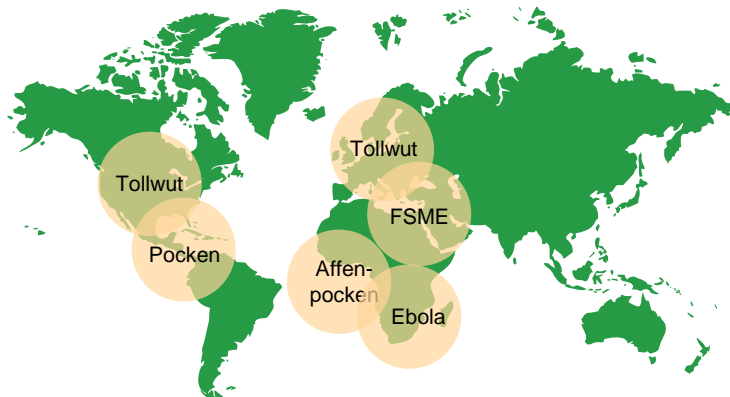 Tollwut
Tollwut
FSME
Pocken
Affen-
pocken
Ebola